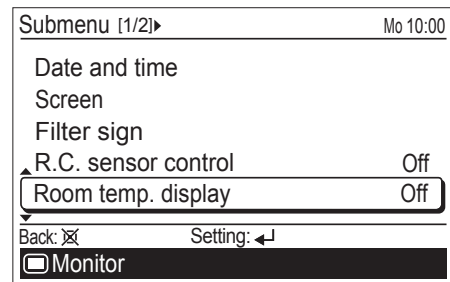 Submenu [1/2]▸ Mo 10:00
Date and time
Screen
Filter sign
R.C. sensor control Off
Room temp. display Off
Back: Setting:
Monitor